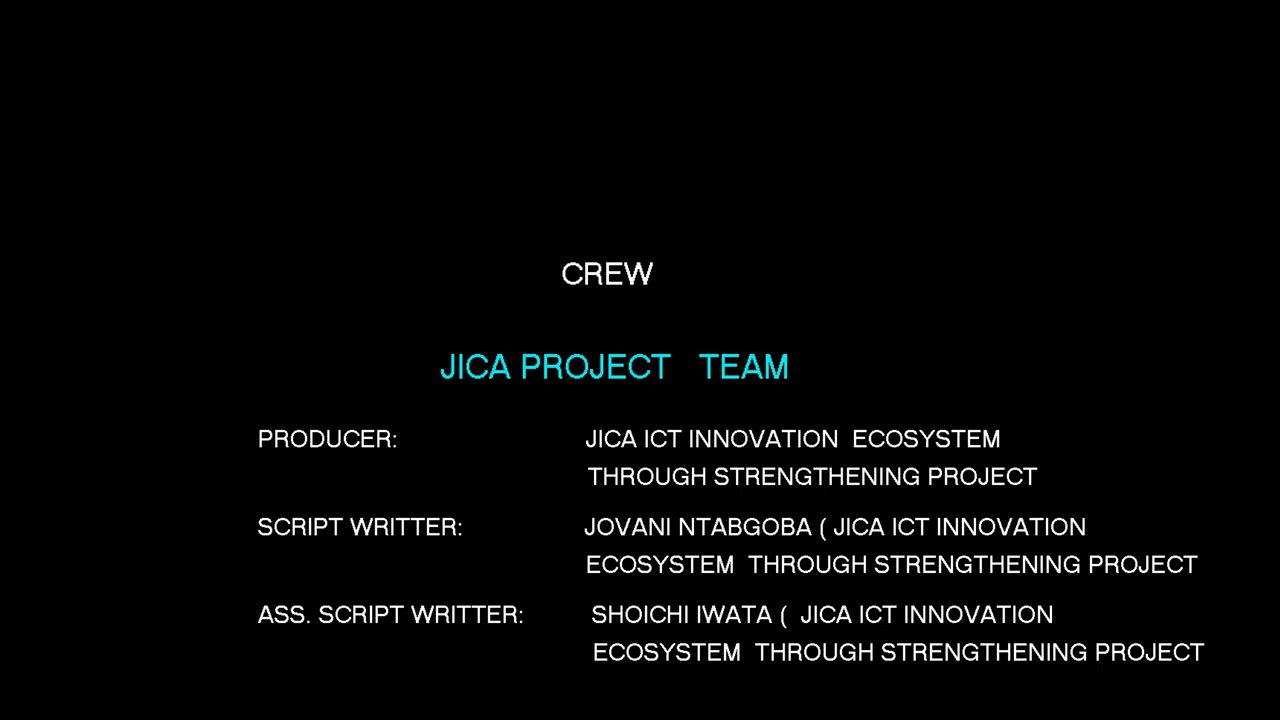 CREW
JICA PROJECT TEAM
PRODUCER: JICA ICT INNOVATION ECOSYSTEM
THROUGH STRENGTHENING PROJECT
SCRIPT WRITTER: JOVANI NTABGOBA ( JICA ICT INNOVATION
ECOSYSTEM THROUGH STRENGTHENING PROJECT
ASS. SCRIPT WRITTER: SHOICHI IWATA ( JICA ICT INNOVATION
ECOSYSTEM THROUGH STRENGTHENING PROJECT